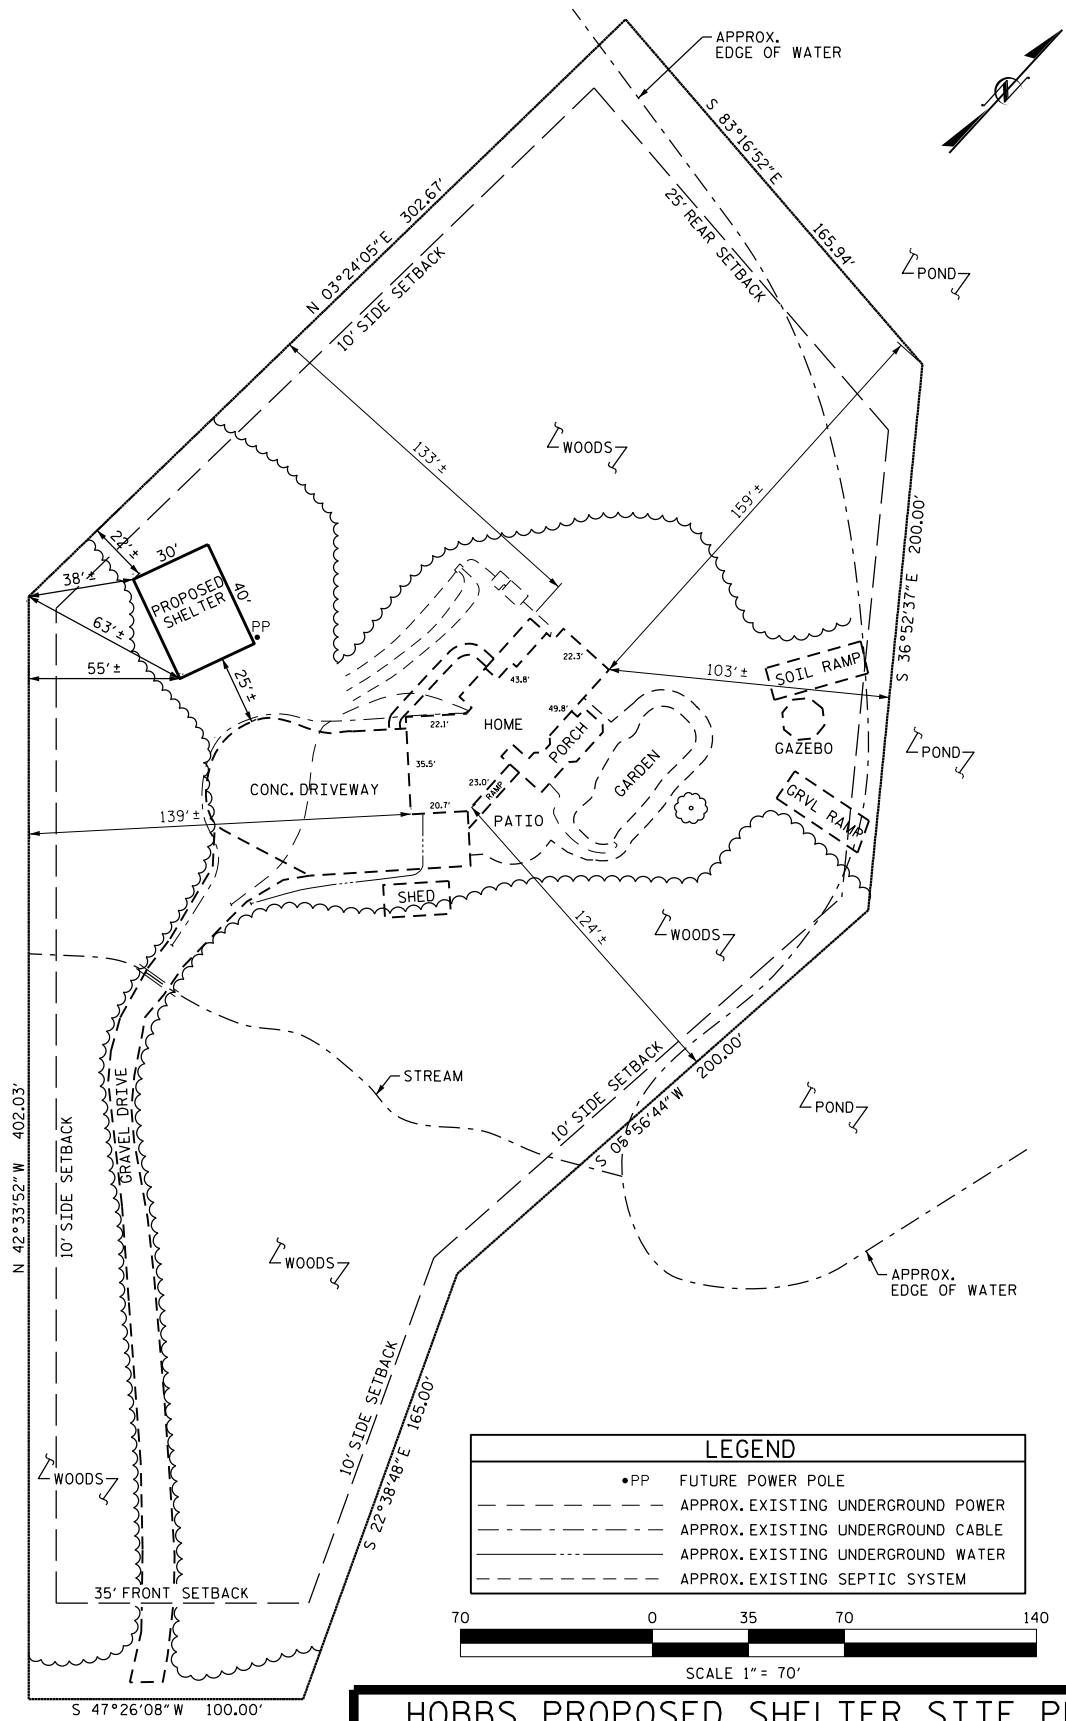 APPROX.
EDGE OF WATER
N
S 83°16'52"E 165.94'
N 03°24'05"E 302.67'
10' SIDE SETBACK
25' REAR SETBACK
POND
WOODS
133'±
159'±
S 36°52'37"E 200.00'
22'±
30'
38'±
PROPOSED
SHELTER
40'
PP
63'±
55'±
25'±
22.3'
43.8'
103'±
SOIL RAMP
22.1'
HOME
49.8'
PORCH
GAZEBO
POND
35.5'
GARDEN
CONC. DRIVEWAY
23.0'
RAMP
GRVL RAMP
139'±
20.7'
PATIO
SHED
124'±
WOODS
STREAM
10' SIDE SETBACK
S 05°56'44"W 200.00'
POND
GRAVEL DRIVE
N 42°33'52"W 402.03'
10' SIDE SETBACK
WOODS
APPROX.
EDGE OF WATER
10' SIDE SETBACK
S 22°38'48"E 165.00'
WOODS
35' FRONT SETBACK
S 47°26'08"W 100.00'
LEGEND
PP FUTURE POWER POLE
APPROX. EXISTING UNDERGROUND POWER
APPROX. EXISTING UNDERGROUND CABLE
APPROX. EXISTING UNDERGROUND WATER
APPROX. EXISTING SEPTIC SYSTEM
70 0 35 70 140
SCALE 1" = 70'
HOBBS PROPOSED SHELTER SITE